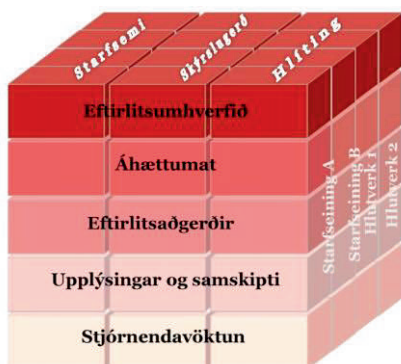 Starfsemi
Skýrslugerð
Hlíting
Eftirlitsumhverfið
Áhættumat
Eftirlitsaðgerðir
Upplýsingar og samskipti
Stjórnendavöktun
Starfseining A
Starfseining B
Hlutverk 1
Hlutverk 2